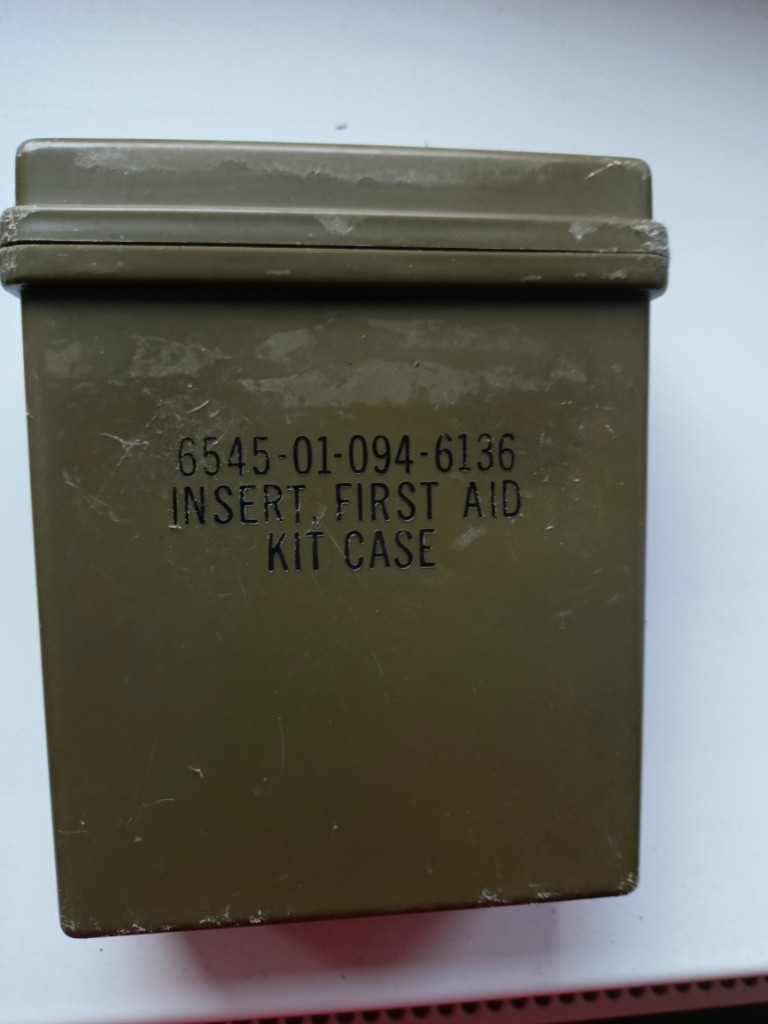 6545-01-094-6136
INSERT, FIRST AID
KIT CASE